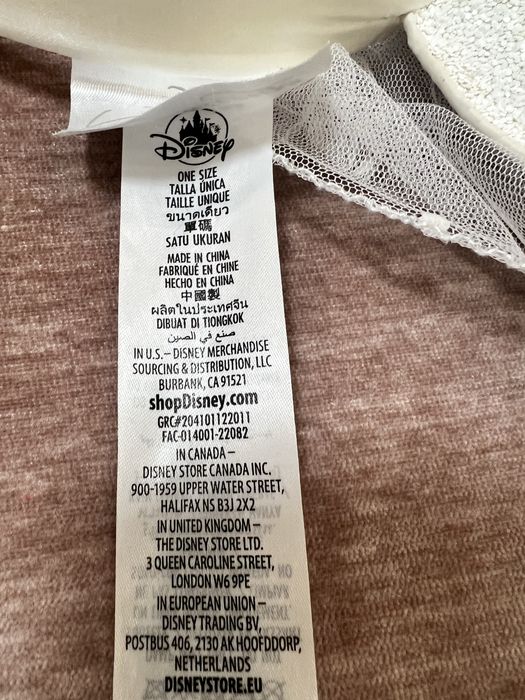 Disney
ONE SIZE
TALLA ÚNICA
TAILLE UNIQUE
ขนาดเดียว
單碼
SATU UKURAN
MADE IN CHINA
FABRIQUÉ EN CHINE
HECHO EN CHINA
中國製
ผลิตในประเทศจีน
DIBUAT DI TIONGKOK
صنع في الصين
IN U.S.– DISNEY MERCHANDISE
SOURCING & DISTRIBUTION, LLC
BURBANK, CA 91521
shopDisney.com
GRC#204101122011
FAC-014001-22082
IN CANADA –
DISNEY STORE CANADA INC.
900-1959 UPPER WATER STREET,
HALIFAX NS B3J 2X2
IN UNITED KINGDOM –
THE DISNEY STORE LTD.
3 QUEEN CAROLINE STREET,
LONDON W6 9PE
IN EUROPEAN UNION –
DISNEY TRADING BV,
POSTBUS 406, 2130 AK HOOFDDORP,
NETHERLANDS
DISNEYSTORE.EU